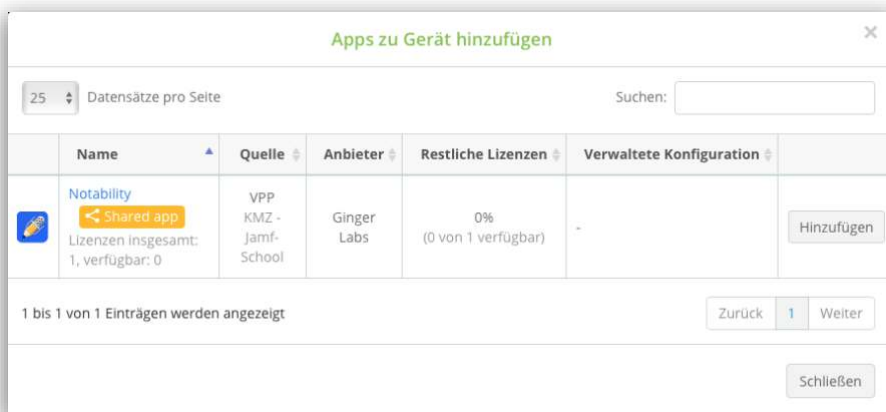 Apps zu Gerät hinzufügen
×
25 Datensätze pro Seite
Suchen:
Name
Quelle
Anbieter
Restliche Lizenzen
Verwaltete Konfiguration
Notability
Shared app
Lizenzen insgesamt:
1, verfügbar: 0
VPP
KMZ -
Jamf-
School
Ginger
Labs
0%
(0 von 1 verfügbar)
-
Hinzufügen
1 bis 1 von 1 Einträgen werden angezeigt
Zurück 1 Weiter
Schließen